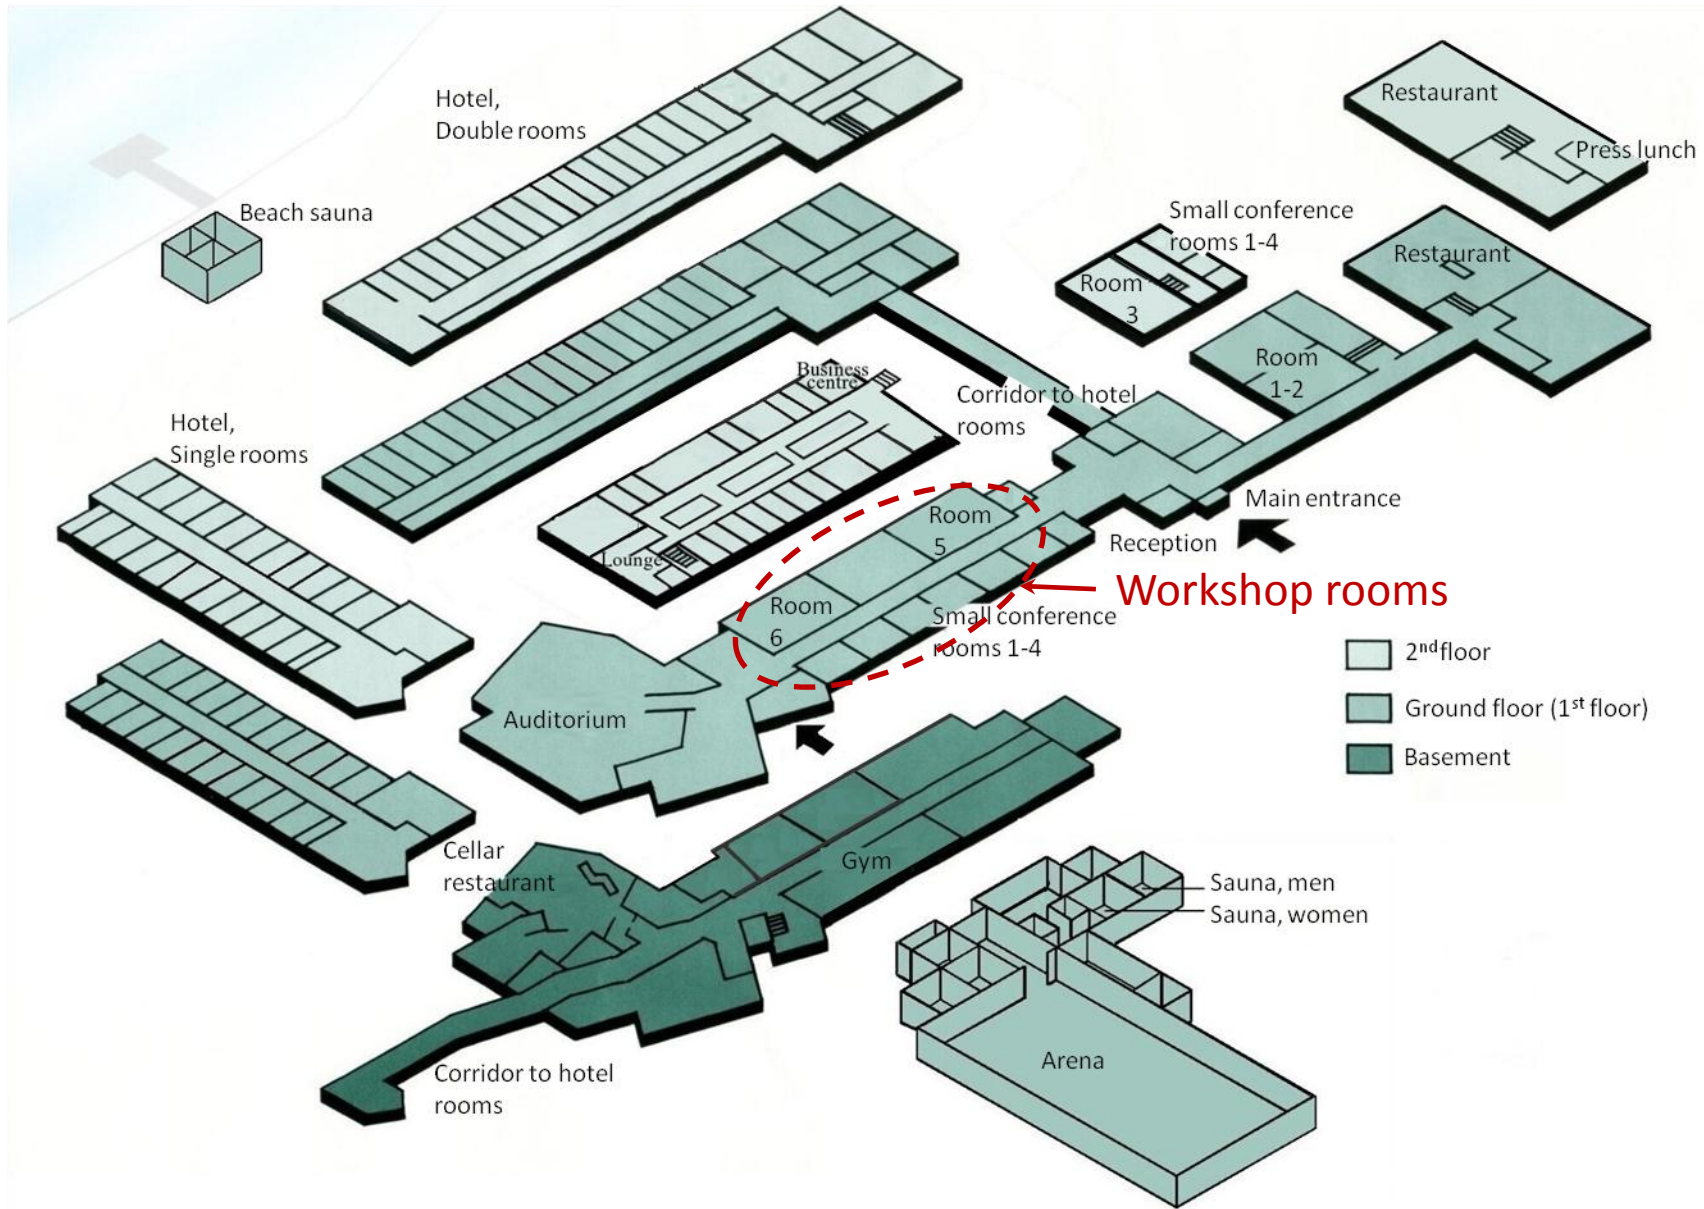 Hotel,
Double rooms
Restaurant
Press lunch
Beach sauna
Small conference
rooms 1-4
Room
3
Restaurant
Room
1-2
Business
centre
Corridor to hotel
rooms
Hotel,
Single rooms
Room
5
Main entrance
Reception
Lounge
Workshop rooms
Room
6
Small conference
rooms 1-4
2nd floor
Ground floor (1st floor)
Basement
Auditorium
Cellar
restaurant
Gym
Sauna, men
Sauna, women
Arena
Corridor to hotel
rooms